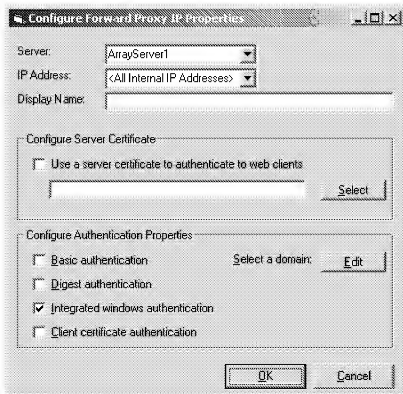 Configure Forward Proxy IP Properties
Server: ArrayServer1
IP Address: <All Internal IP Addresses>
Display Name:
Configure Server Certificate
Use a server certificate to authenticate to web clients
Select
Configure Authentication Properties
Basic authentication Select a domain: Edit
Digest authentication
Integrated windows authentication
Client certificate authentication
OK Cancel